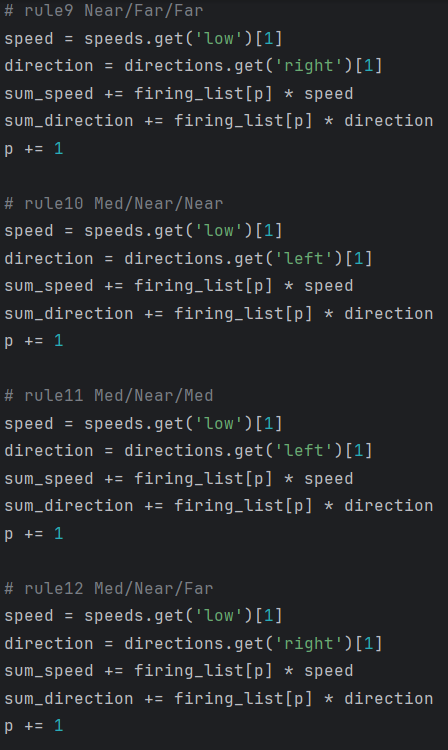 # rule9 Near/Far/Far
speed = speeds.get('low')[1]
direction = directions.get('right')[1]
sum_speed += firing_list[p] * speed
sum_direction += firing_list[p] * direction
p += 1
# rule10 Med/Near/Near
speed = speeds.get('low')[1]
direction = directions.get('left')[1]
sum_speed += firing_list[p] * speed
sum_direction += firing_list[p] * direction
p += 1
# rule11 Med/Near/Med
speed = speeds.get('low')[1]
direction = directions.get('left')[1]
sum_speed += firing_list[p] * speed
sum_direction += firing_list[p] * direction
p += 1
# rule12 Med/Near/Far
speed = speeds.get('low')[1]
direction = directions.get('right')[1]
sum_speed += firing_list[p] * speed
sum_direction += firing_list[p] * direction
p += 1